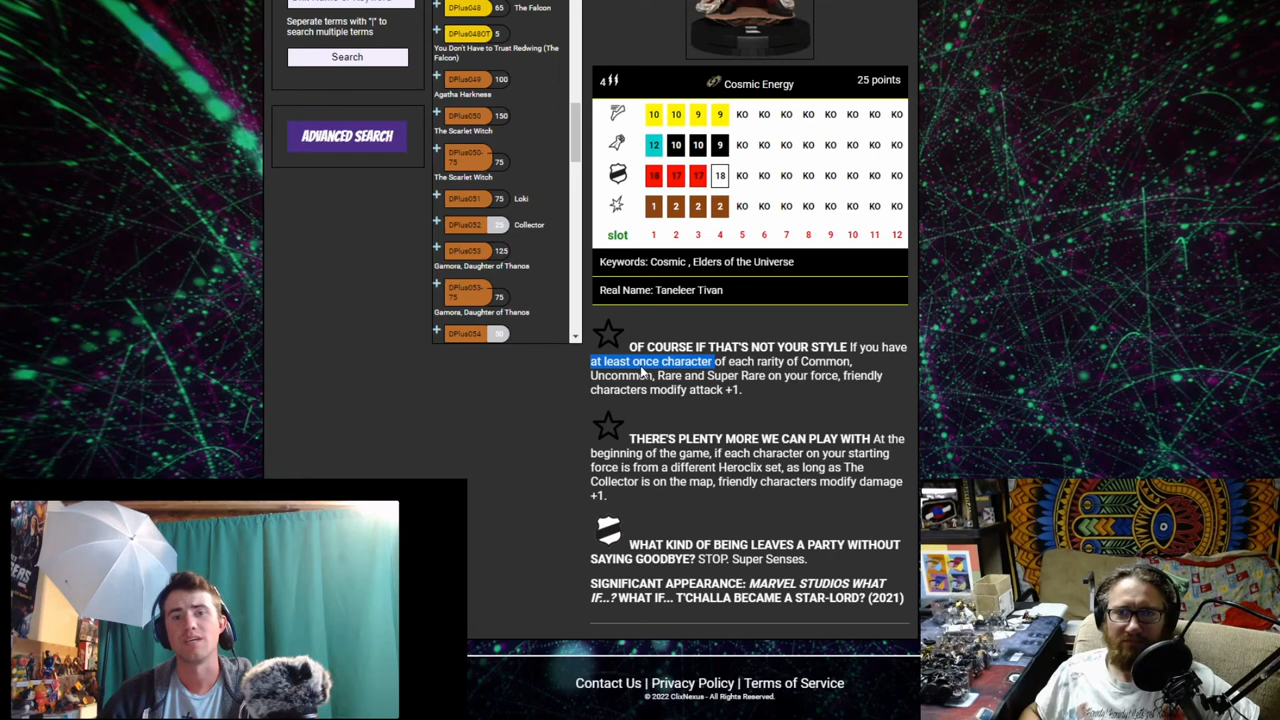 Seperate terms with "|" to
search multiple terms
Search
ADVANCED SEARCH
DPlus048 65 The Falcon
DPlus048OT 5
You Don't Have to Trust Redwing (The
Falcon)
DPlus049 100
Agatha Harkness
DPlus050 150
The Scarlet Witch
DPlus050-
75 75
The Scarlet Witch
DPlus051 75 Loki
DPlus052 25 Collector
DPlus053 125
Gamora, Daughter of Thanos
DPlus053-
75 75
Gamora, Daughter of Thanos
DPlus054 50
4 Cosmic Energy 25 points
10 10 9 9 KO KO KO KO KO KO KO KO
12 10 10 9 KO KO KO KO KO KO KO KO
18 17 17 18 KO KO KO KO KO KO KO KO
1 2 2 2 KO KO KO KO KO KO KO KO
slot 1 2 3 4 5 6 7 8 9 10 11 12
Keywords: Cosmic , Elders of the Universe
Real Name: Taneleer Tivan
OF COURSE IF THAT'S NOT YOUR STYLE If you have
at least once character of each rarity of Common,
Uncommon, Rare and Super Rare on your force, friendly
characters modify attack +1.
THERE'S PLENTY MORE WE CAN PLAY WITH At the
beginning of the game, if each character on your starting
force is from a different Heroclix set, as long as The
Collector is on the map, friendly characters modify damage
+1.
WHAT KIND OF BEING LEAVES A PARTY WITHOUT
SAYING GOODBYE? STOP. Super Senses.
SIGNIFICANT APPEARANCE: MARVEL STUDIOS WHAT
IF...? WHAT IF... T'CHALLA BECAME A STAR-LORD? (2021)
Contact Us | Privacy Policy | Terms of Service
© 2022 ClixNexus - All Rights Reserved.